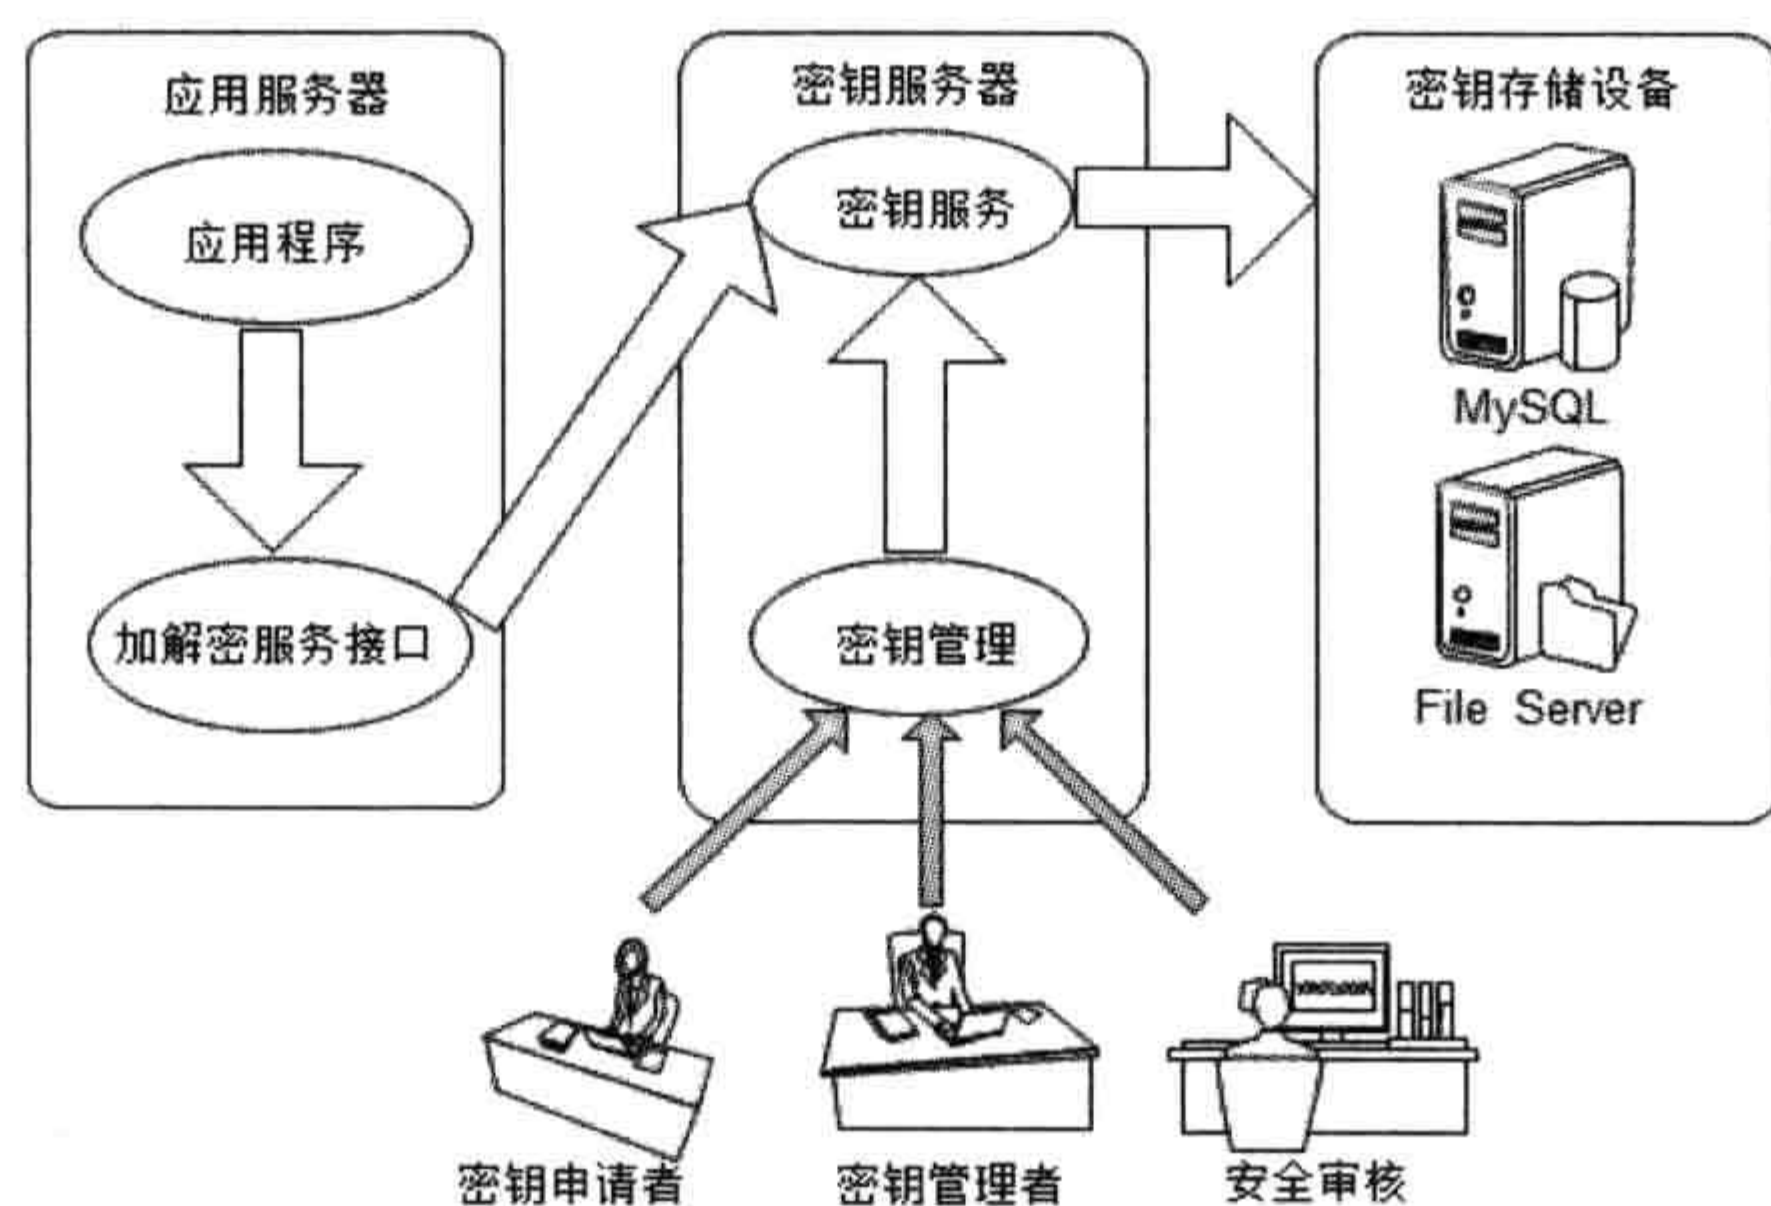 应用服务器
密钥服务器
密钥存储设备
应用程序
密钥服务
MySQL
加解密服务接口
密钥管理
File Server
密钥申请者
密钥管理者
安全审核